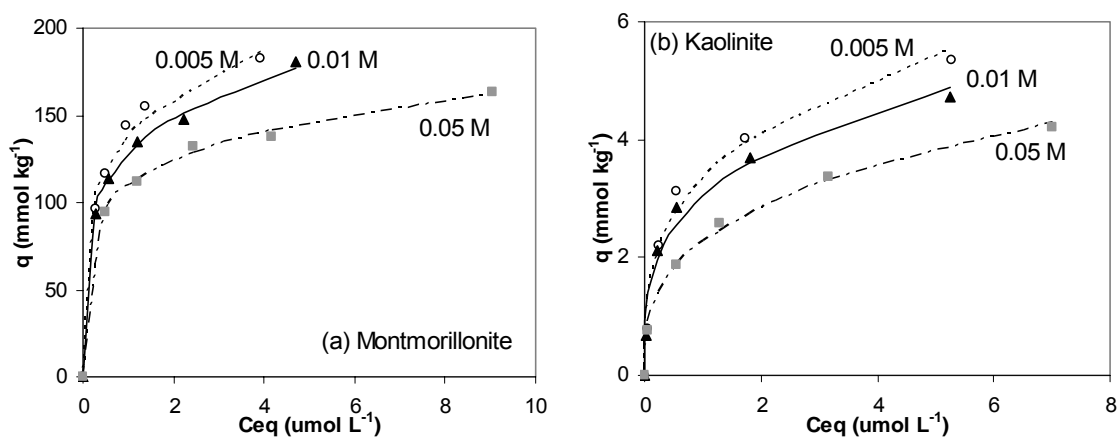 200
150
100
50
0
q (mmol kg⁻¹)
0.005 M
0.01 M
0.05 M
(a) Montmorillonite
0 2 4 6 8 10
Ceq (umol L⁻¹)
6
4
2
0
q (mmol kg⁻¹)
(b) Kaolinite
0.005 M
0.01 M
0.05 M
0 2 4 6 8
Ceq (umol L⁻¹)